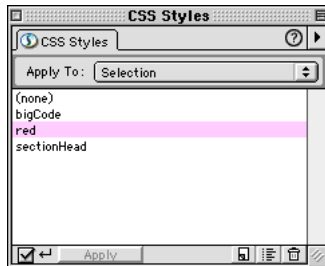 CSS Styles
CSS Styles
Apply To: Selection
(none)
bigCode
red
sectionHead
Apply